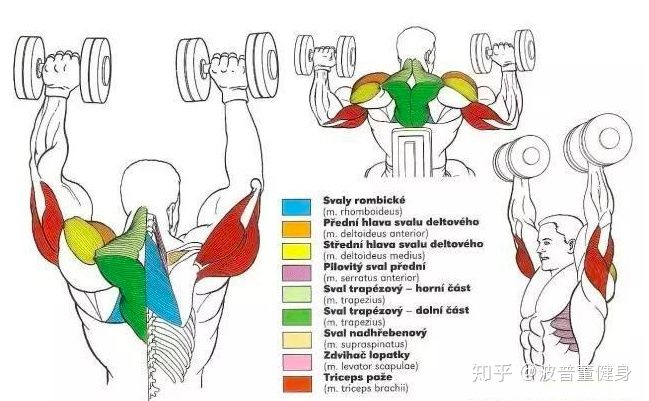 Svaly rombické
(m. rhomboideus)
Přední hlava svalu deltového
(m. deltoideus anterior)
Střední hlava svalu deltového
(m. deltoideus medius)
Pilovitý sval přední
(m. serratus anterior)
Sval trapézový – horní část
(m. trapezius)
Sval trapézový – dolní část
(m. trapezius)
Sval nadhřebenový
(m. supraspinatus)
Zdvihač lopatky
(m. levator scapulae)
Triceps paže
(m. triceps brachii)
知乎 @波普董健身